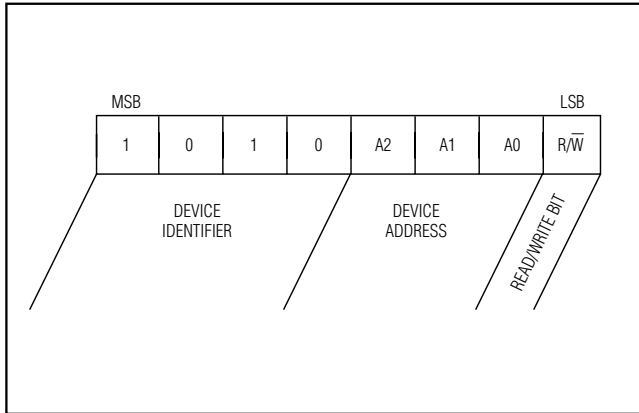 MSB LSB
1 0 1 0 A2 A1 A0 R/W̅
DEVICE DEVICE
IDENTIFIER ADDRESS
READ/WRITE BIT